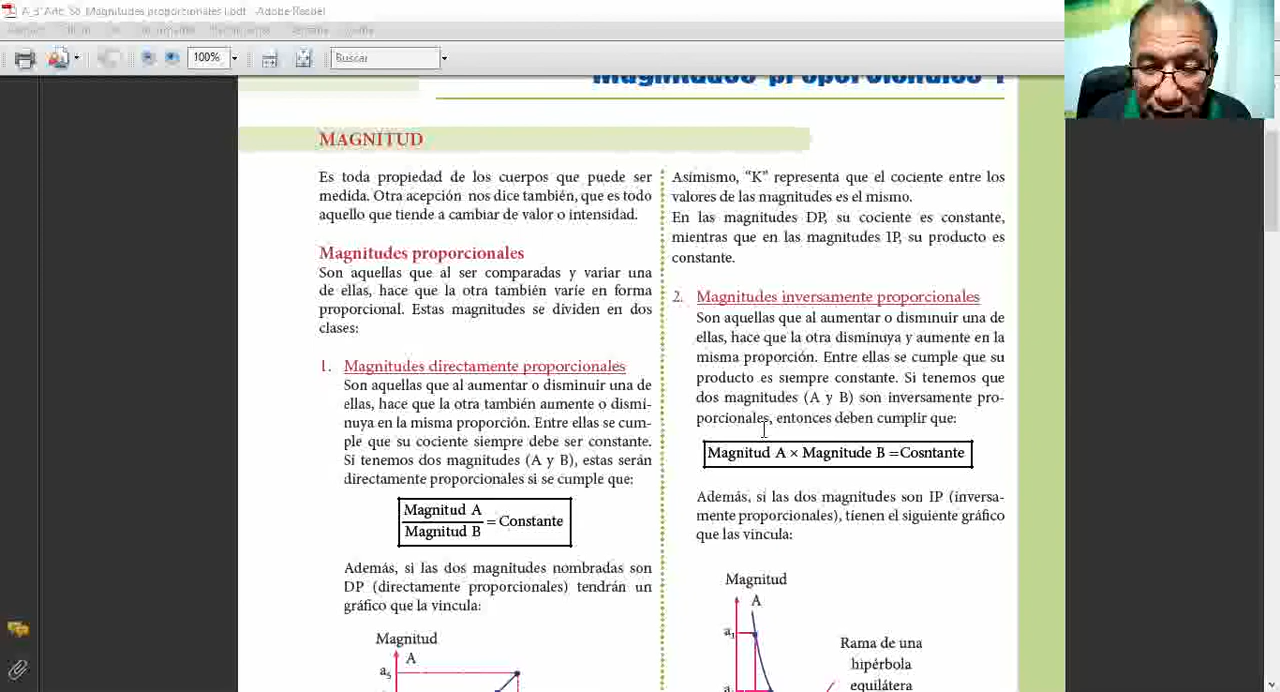 A_3°Año_S8_Magnitudes proporcionales I.pdf - Adobe Reader
100%
Buscar
Magnitudes proporcionales I
MAGNITUD
Es toda propiedad de los cuerpos que puede ser
medida. Otra acepción nos dice también, que es todo
aquello que tiende a cambiar de valor o intensidad.
Magnitudes proporcionales
Son aquellas que al ser comparadas y variar una
de ellas, hace que la otra también varíe en forma
proporcional. Estas magnitudes se dividen en dos
clases:
1. Magnitudes directamente proporcionales
Son aquellas que al aumentar o disminuir una de
ellas, hace que la otra también aumente o dismi-
nuya en la misma proporción. Entre ellas se cum-
ple que su cociente siempre debe ser constante.
Si tenemos dos magnitudes (A y B), estas serán
directamente proporcionales si se cumple que:
Magnitud A
Magnitud B
= Constante
Además, si las dos magnitudes nombradas son
DP (directamente proporcionales) tendrán un
gráfico que la vincula:
Magnitud
A
a5
Asimismo, “K” representa que el cociente entre los
valores de las magnitudes es el mismo.
En las magnitudes DP, su cociente es constante,
mientras que en las magnitudes IP, su producto es
constante.
2. Magnitudes inversamente proporcionales
Son aquellas que al aumentar o disminuir una de
ellas, hace que la otra disminuya y aumente en la
misma proporción. Entre ellas se cumple que su
producto es siempre constante. Si tenemos que
dos magnitudes (A y B) son inversamente pro-
porcionales, entonces deben cumplir que:
Magnitud A × Magnitude B =Cosntante
Además, si las dos magnitudes son IP (inversa-
mente proporcionales), tienen el siguiente gráfico
que las vincula:
Magnitud
A
a1
Rama de una
hipérbola
equilátera